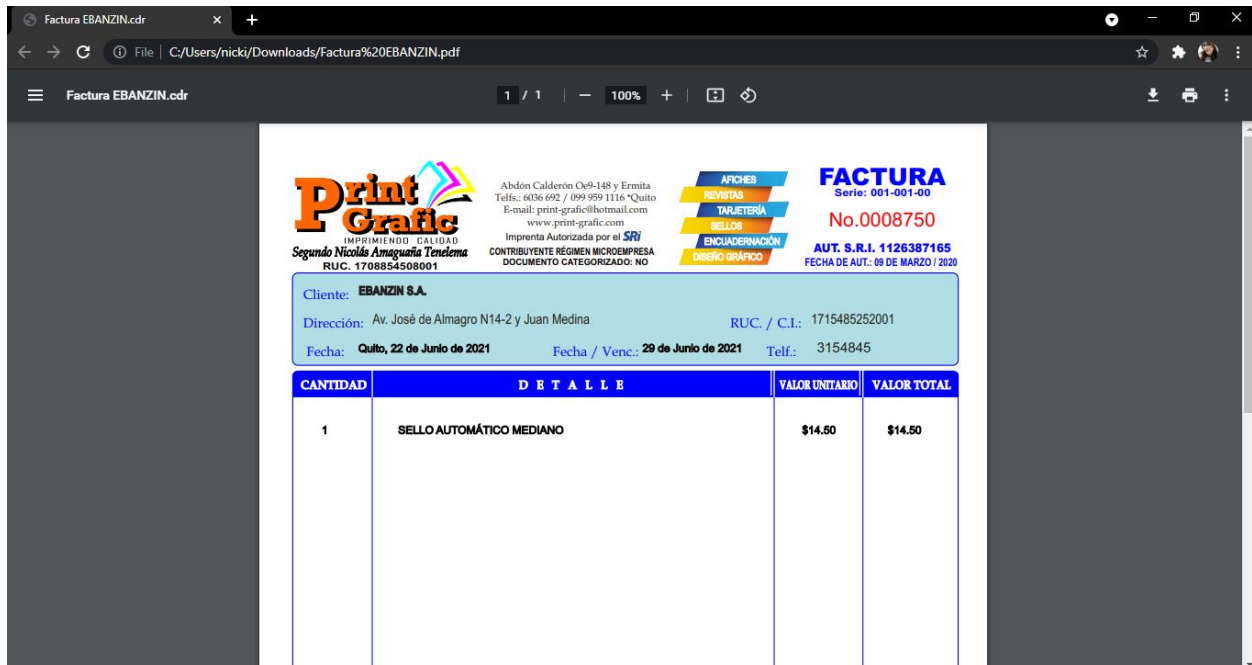 Factura EBANZIN.cdr
File | C:/Users/nicki/Downloads/Factura%20EBANZIN.pdf
Factura EBANZIN.cdr
1 / 1 | — 100% + |
Print
Grafic
IMPRIMIENDO CALIDAD
Segundo Nicolás Amaguaña Tenelema
RUC. 1708854508001
Abdón Calderón Oe9-148 y Ermita
Telfs.: 6036 692 / 099 959 1116 *Quito
E-mail: print-grafic@hotmail.com
www.print-grafic.com
Imprenta Autorizada por el SRi
CONTRIBUYENTE RÉGIMEN MICROEMPRESA
DOCUMENTO CATEGORIZADO: NO
AFICHES
REVISTAS
TARJETERÍA
SELLOS
ENCUADERNACIÓN
DISEÑO GRÁFICO
FACTURA
Serie: 001-001-00
No.0008750
AUT. S.R.I. 1126387165
FECHA DE AUT.: 09 DE MARZO / 2020
Cliente: EBANZIN S.A.
Dirección: Av. José de Almagro N14-2 y Juan Medina RUC. / C.I.: 1715485252001
Fecha: Quito, 22 de Junio de 2021 Fecha / Venc.: 29 de Junio de 2021 Telf.: 3154845
CANTIDAD DETALLE VALOR UNITARIO VALOR TOTAL
1 SELLO AUTOMÁTICO MEDIANO $14.50 $14.50